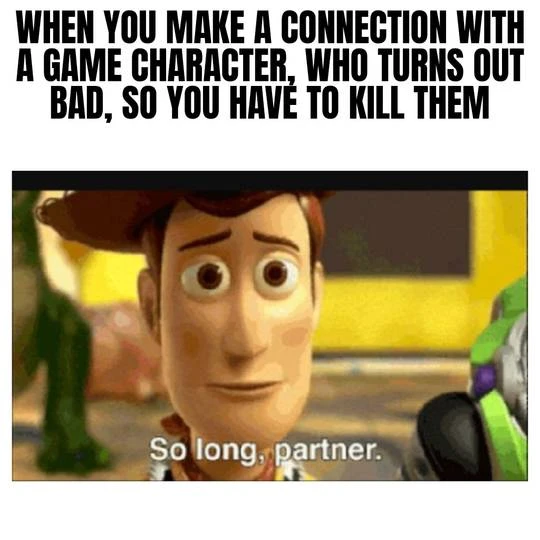 WHEN YOU MAKE A CONNECTION WITH
A GAME CHARACTER, WHO TURNS OUT
BAD, SO YOU HAVE TO KILL THEM
So long, partner.